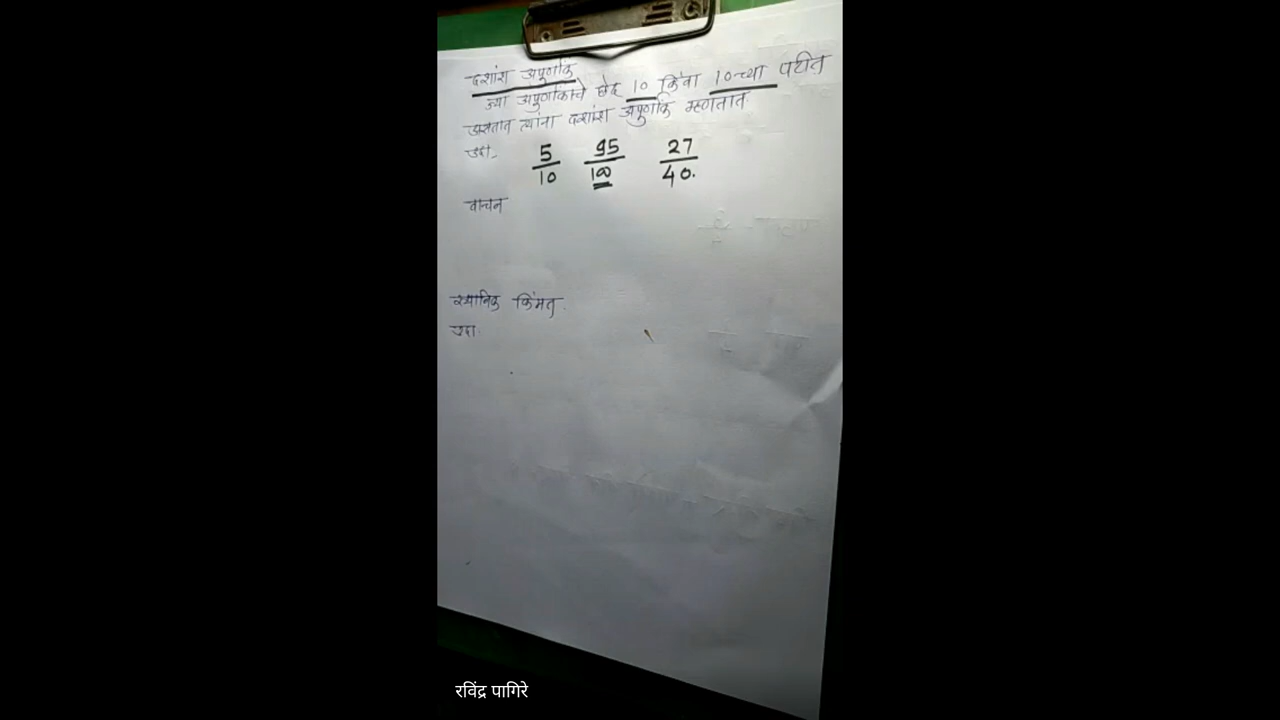 दशांश अपूर्णांक
ज्या अपूर्णांकाचे छेद 10 किंवा 10च्या पटीत
असतात त्यांना दशांश अपूर्णांक म्हणतात.
उदा. 5/10 95/100 27/40.
वाचन
स्थानिक किंमत.
उदा.
रविंद्र पागिरे